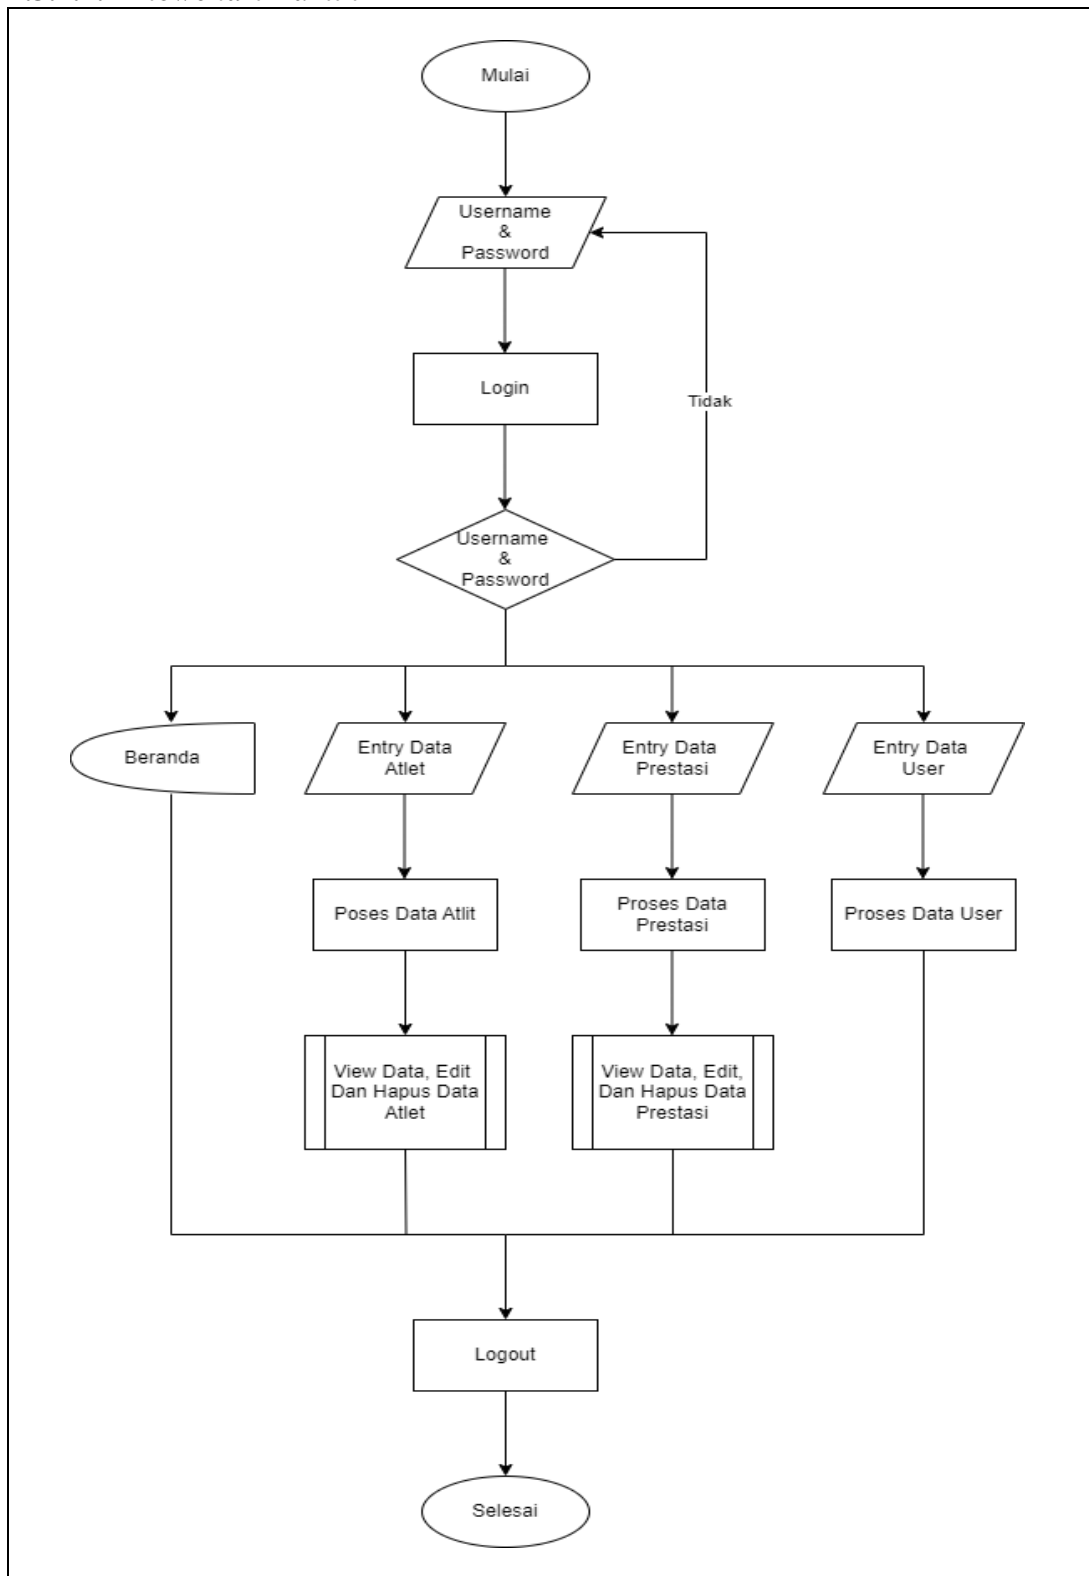 Mulai
Username
&
Password
Login
Tidak
Username
&
Password
Beranda
Entry Data
Atlet
Entry Data
Prestasi
Entry Data
User
Poses Data Atlit
Proses Data
Prestasi
Proses Data User
View Data, Edit
Dan Hapus Data
Atlet
View Data, Edit,
Dan Hapus Data
Prestasi
Logout
Selesai